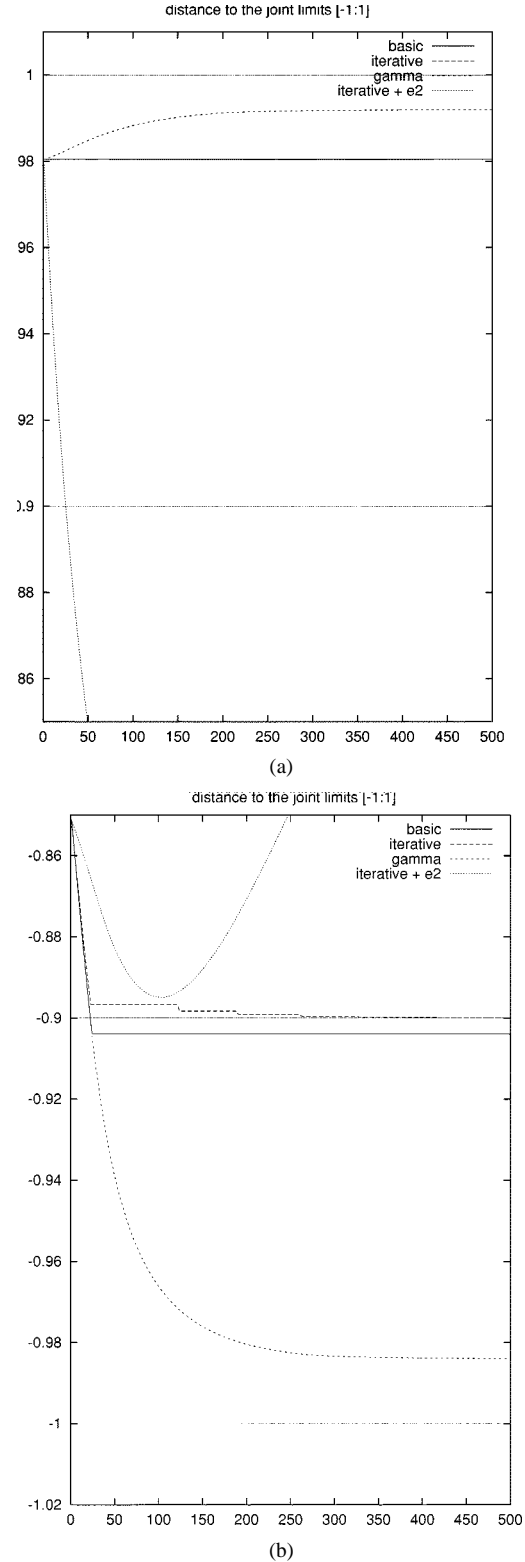 distance to the joint limits [-1:1]
basic
iterative
gamma
iterative + e2
1
98
96
94
92
0.9
88
86
0 50 100 150 200 250 300 350 400 450 500
(a)
distance to the joint limits [-1:1]
basic
iterative
gamma
iterative + e2
-0.86
-0.88
-0.9
-0.92
-0.94
-0.96
-0.98
-1
-1.02
0 50 100 150 200 250 300 350 400 450 500
(b)